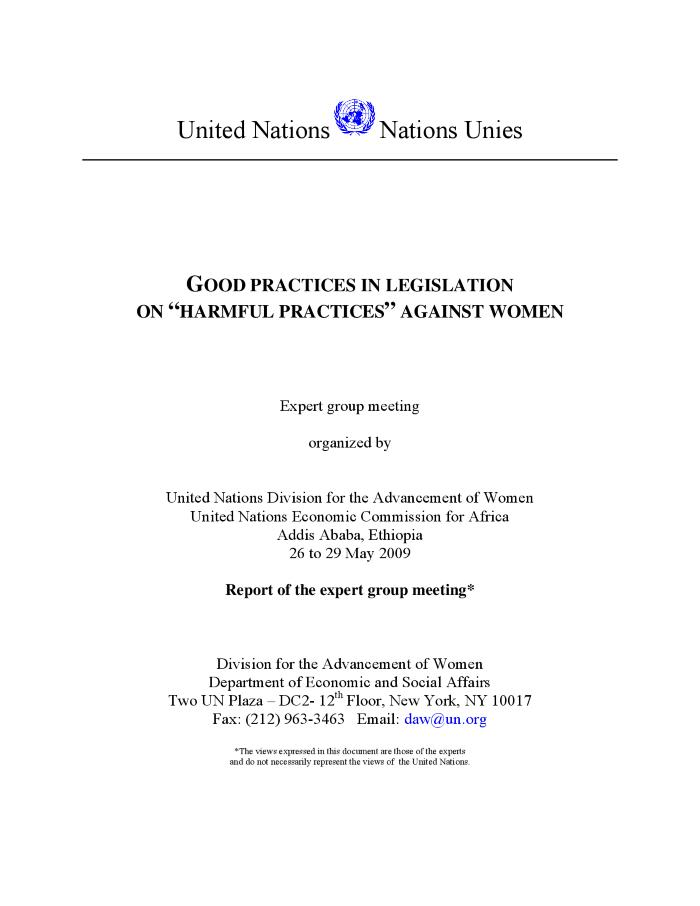 United Nations Nations Unies
GOOD PRACTICES IN LEGISLATION
ON “HARMFUL PRACTICES” AGAINST WOMEN
Expert group meeting
organized by
United Nations Division for the Advancement of Women
United Nations Economic Commission for Africa
Addis Ababa, Ethiopia
26 to 29 May 2009
Report of the expert group meeting*
Division for the Advancement of Women
Department of Economic and Social Affairs
Two UN Plaza – DC2- 12th Floor, New York, NY 10017
Fax: (212) 963-3463 Email: daw@un.org
*The views expressed in this document are those of the experts
and do not necessarily represent the views of the United Nations.